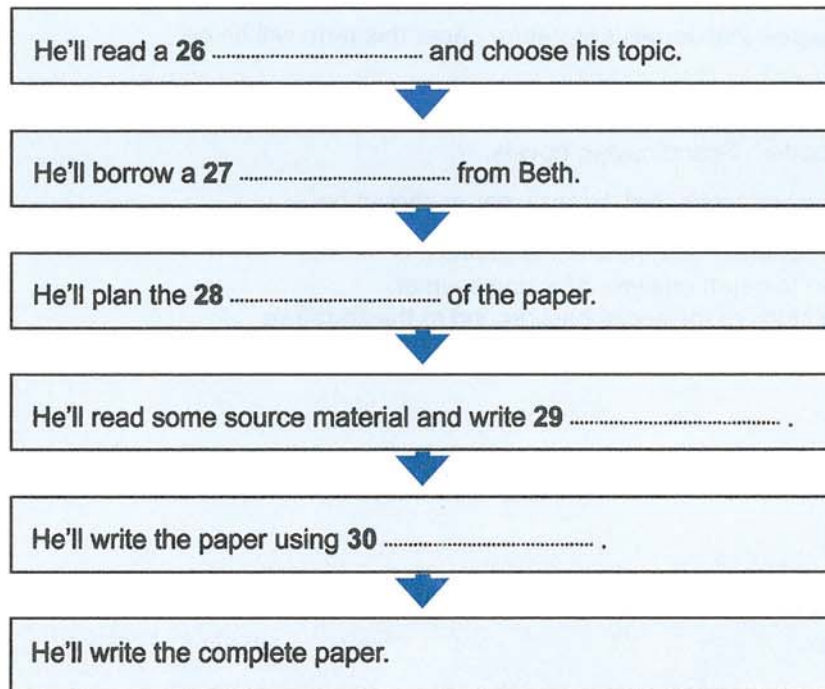 He'll read a 26 ........................................ and choose his topic.
He'll borrow a 27 ........................................ from Beth.
He'll plan the 28 ........................................ of the paper.
He'll read some source material and write 29 ........................................ .
He'll write the paper using 30 ........................................ .
He'll write the complete paper.